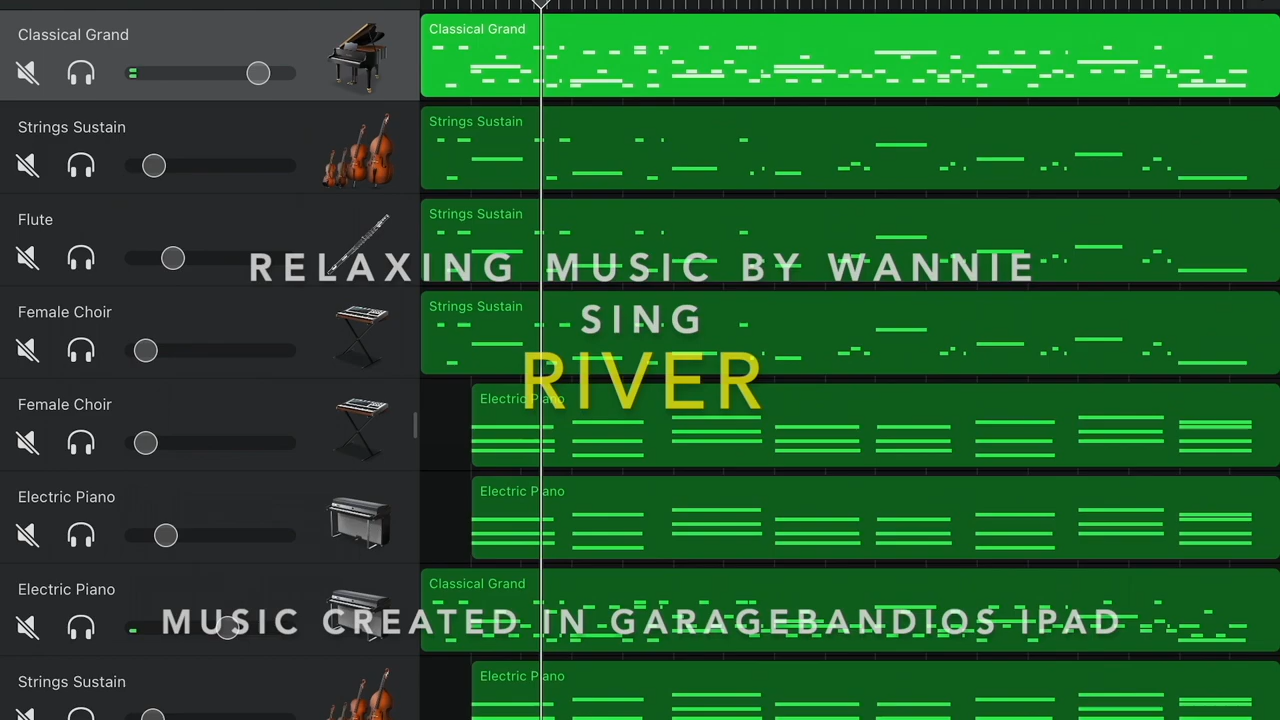 Classical Grand
Classical Grand
Strings Sustain
Strings Sustain
Flute
Strings Sustain
RELAXING MUSIC BY WANNIE
Female Choir
Strings Sustain
SING
RIVER
Female Choir
Electric Piano
Electric Piano
Electric Piano
Electric Piano
Classical Grand
MUSIC CREATED IN GARAGEBANDIOS IPAD
Strings Sustain
Electric Piano